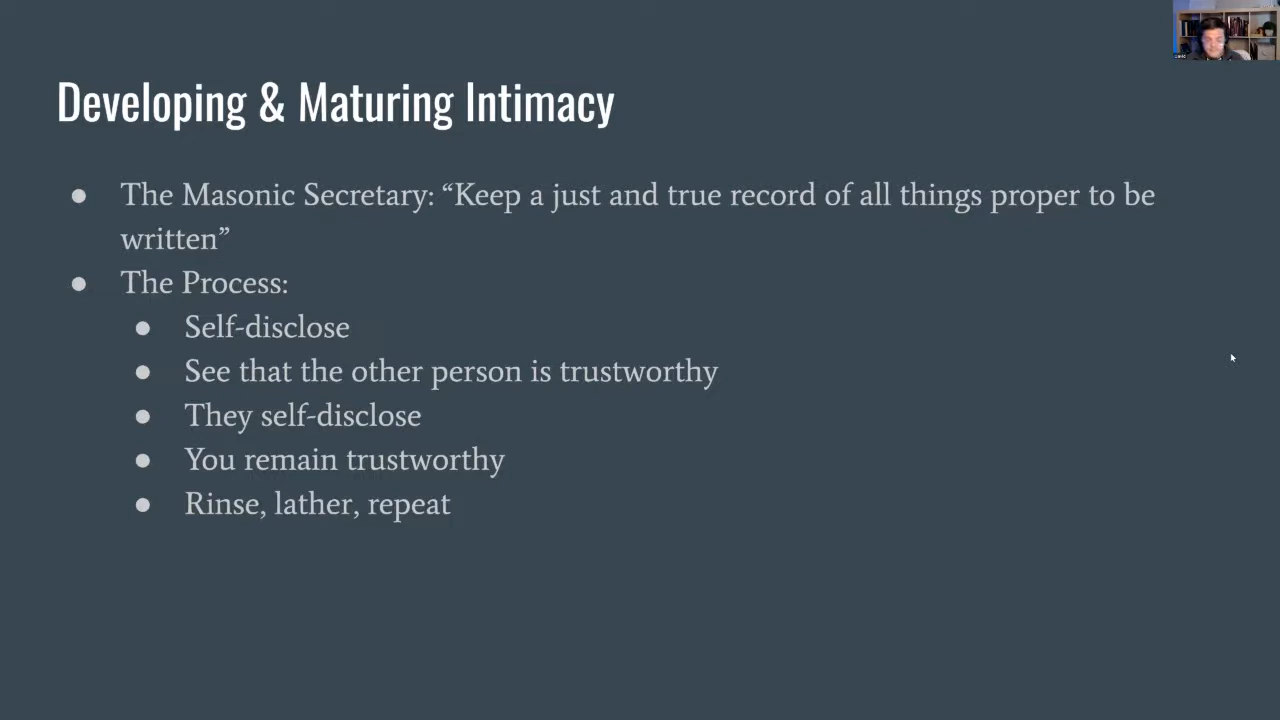 Developing & Maturing Intimacy
● The Masonic Secretary: “Keep a just and true record of all things proper to be
written”
● The Process:
● Self-disclose
● See that the other person is trustworthy
● They self-disclose
● You remain trustworthy
● Rinse, lather, repeat